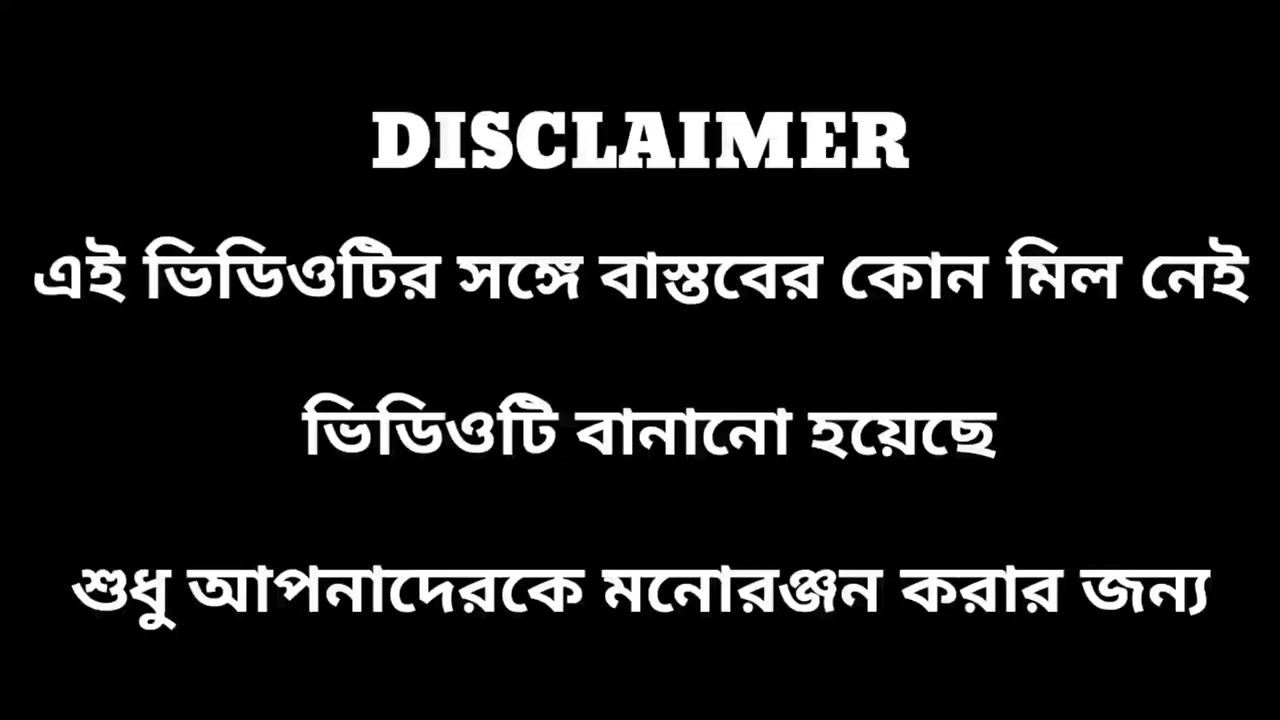 DISCLAIMER
এই ভিডিওটির সঙ্গে বাস্তবের কোন মিল নেই
ভিডিওটি বানানো হয়েছে
শুধু আপনাদেরকে মনোরঞ্জন করার জন্য